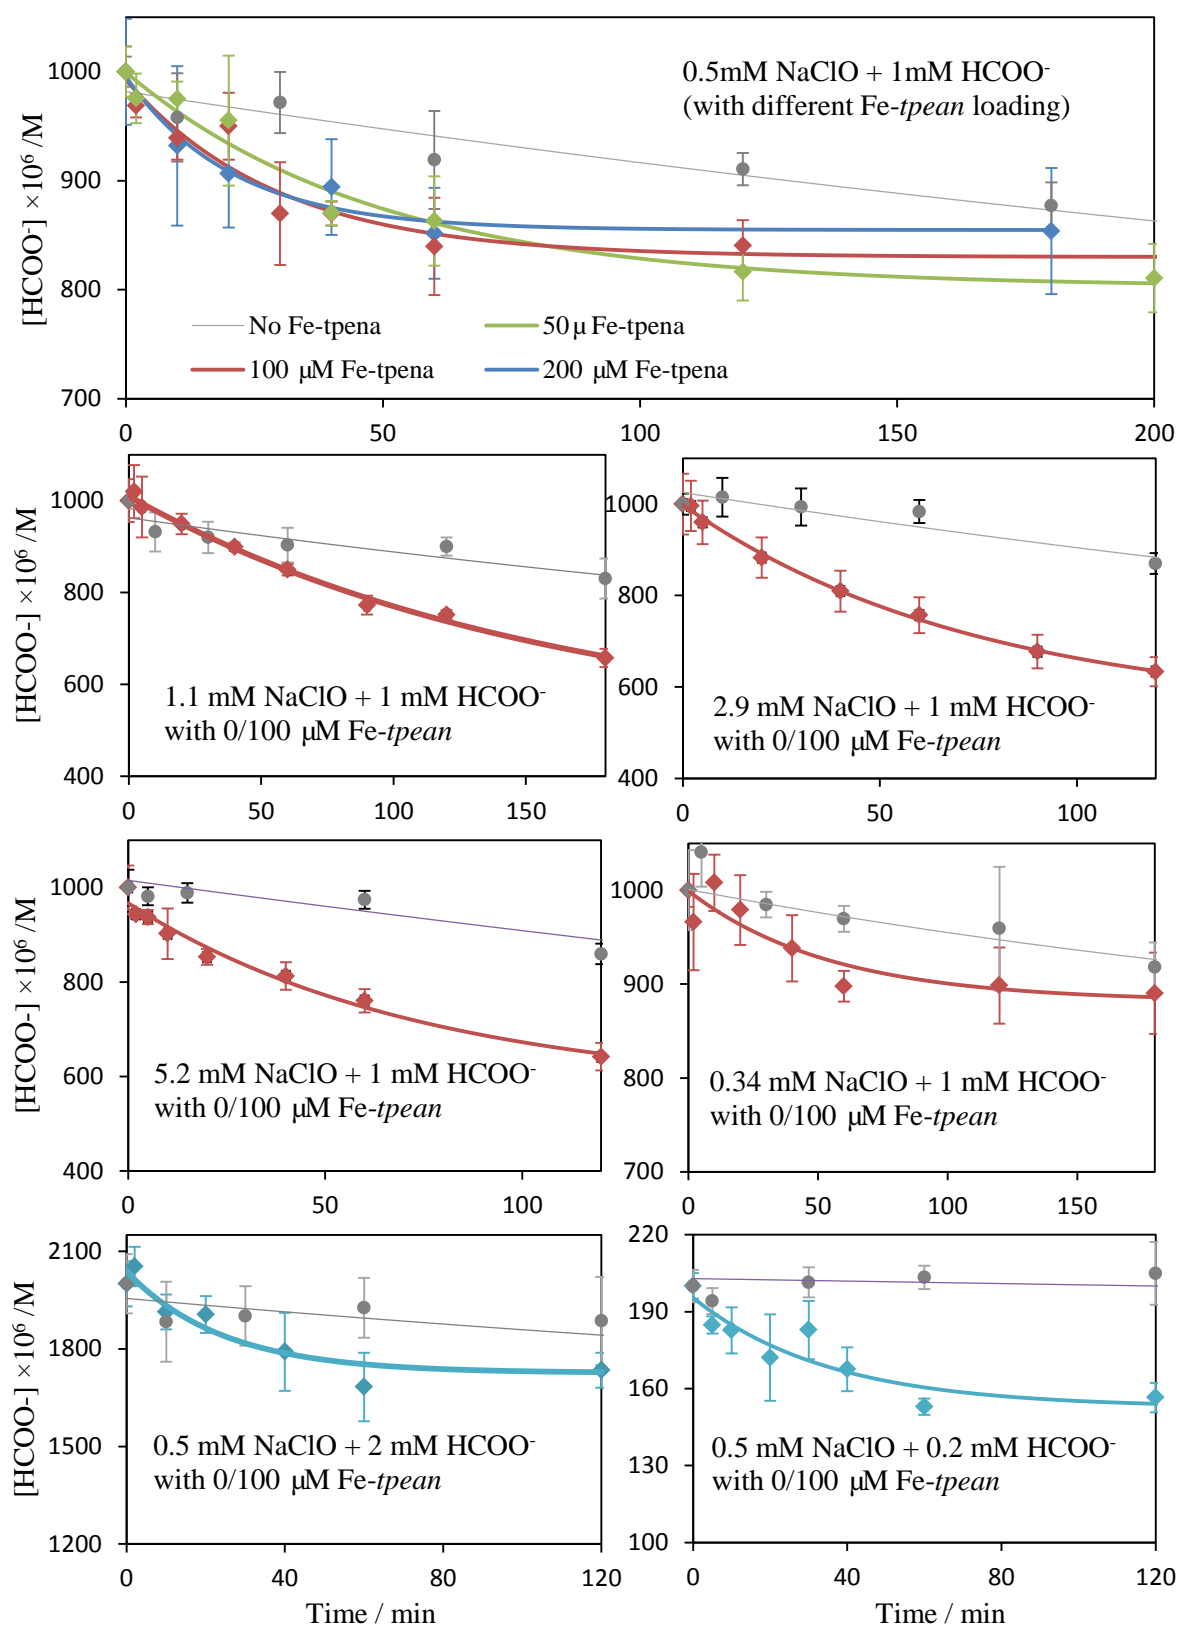 0.5mM NaClO + 1mM HCOO⁻
(with different Fe-tpean loading)
[HCOO⁻] ×10⁶ /M
1000
900
800
700
No Fe-tpena
50µ Fe-tpena
100 µM Fe-tpena
200 µM Fe-tpena
0
50
100
150
200
[HCOO-] ×10⁶ /M
1000
800
600
400
1.1 mM NaClO + 1 mM HCOO⁻
with 0/100 µM Fe-tpean
0
50
100
150
1000
800
600
400
2.9 mM NaClO + 1 mM HCOO⁻
with 0/100 µM Fe-tpean
0
50
100
[HCOO-] ×10⁶ /M
1000
800
600
400
5.2 mM NaClO + 1 mM HCOO⁻
with 0/100 µM Fe-tpean
0
50
100
1000
900
700
0.34 mM NaClO + 1 mM HCOO⁻
with 0/100 µM Fe-tpean
0
50
100
150
[HCOO-] ×10⁶ /M
2100
1800
1500
1200
0.5 mM NaClO + 2 mM HCOO⁻
with 0/100 µM Fe-tpean
0
40
80
120
Time / min
220
190
160
130
100
0.5 mM NaClO + 0.2 mM HCOO⁻
with 0/100 µM Fe-tpean
0
40
80
120
Time / min